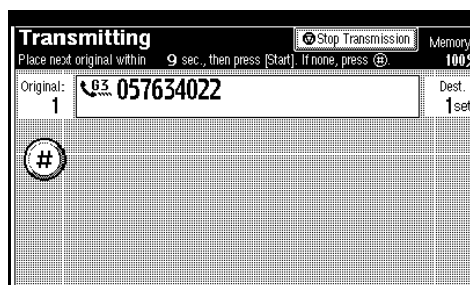 Transmitting Stop Transmission Memory
Place next original within 9 sec., then press [Start]. If none, press #. 100%
Original: G3 057634022 Dest.
1 1set
#